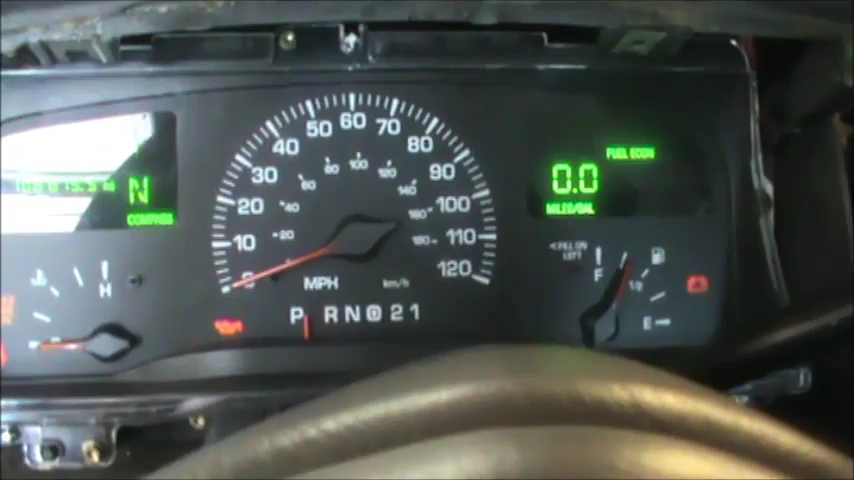 N
COMPASS
H
0 10 20 30 40 50 60 70 80 90 100 110 120
20 40 60 80 100 120 140 160 180
MPH
km/h
P R N D 2 1
FUEL ECON
0.0
MILES/GAL
< FILL ON
LEFT
F
1/2
E